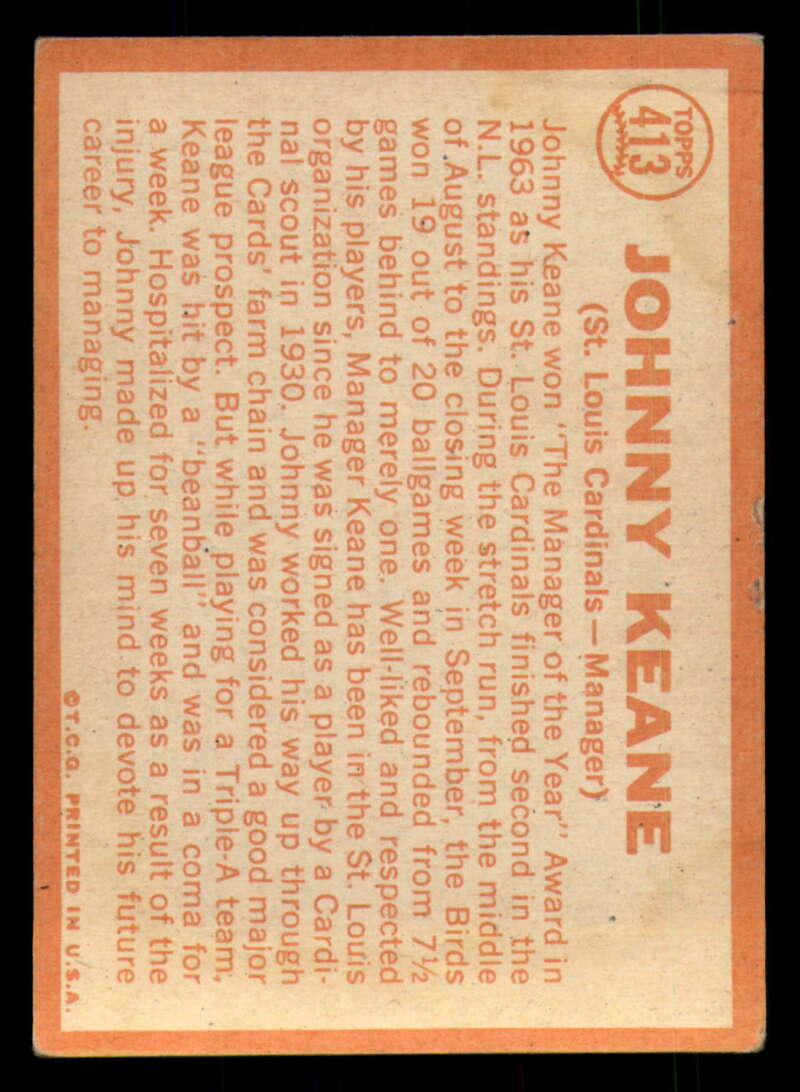 TOPPS
413
JOHNNY KEANE
(St. Louis Cardinals—Manager)
Johnny Keane won "The Manager of the Year" Award in
1963 as his St. Louis Cardinals finished second in the
N.L. standings. During the stretch run, from the middle
of August to the closing week in September, the Birds
won 19 out of 20 ballgames and rebounded from 7½
games behind to merely one. Well-liked and respected
by his players, Manager Keane has been in the St. Louis
organization since he was signed as a player by a Cardi-
nal scout in 1930. Johnny worked his way up through
the Cards' farm chain and was considered a good major
league prospect. But while playing for a Triple-A team,
Keane was hit by a "beanball" and was in a coma for
a week. Hospitalized for seven weeks as a result of the
injury, Johnny made up his mind to devote his future
career to managing.
©T.C.G. PRINTED IN U.S.A.